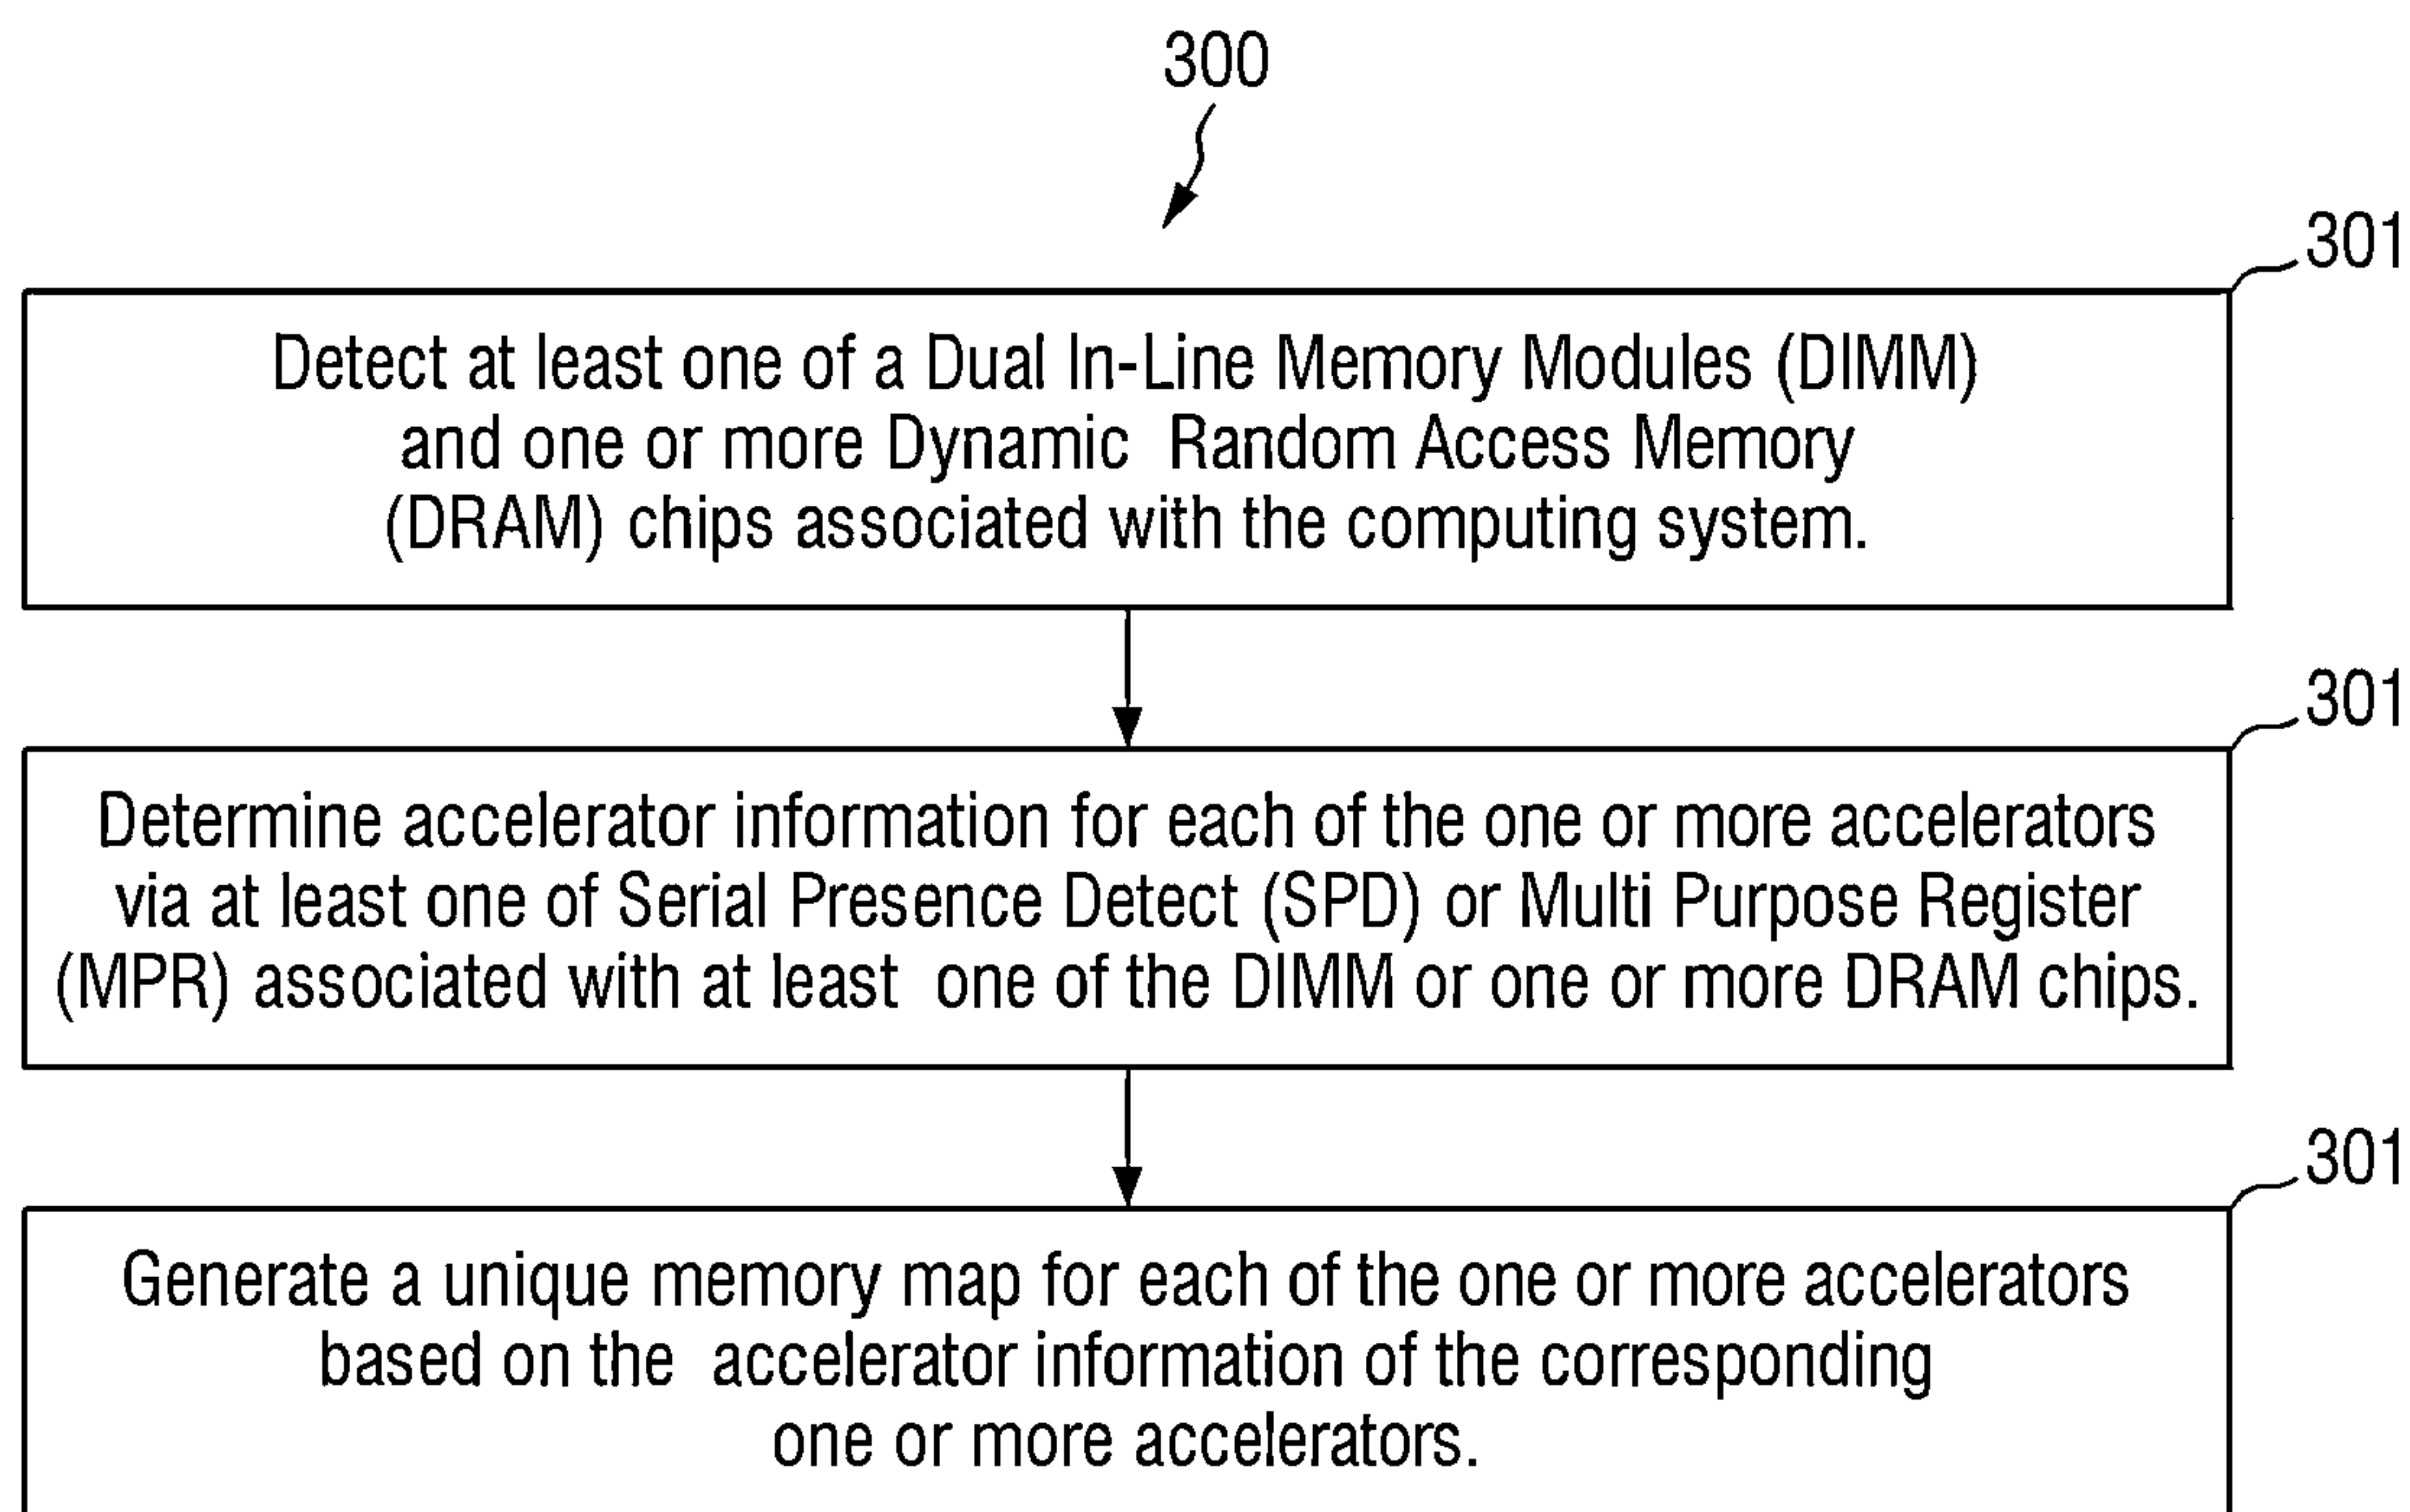 300
301
Detect at least one of a Dual In-Line Memory Modules (DIMM)
and one or more Dynamic Random Access Memory
(DRAM) chips associated with the computing system.
301
Determine accelerator information for each of the one or more accelerators
via at least one of Serial Presence Detect (SPD) or Multi Purpose Register
(MPR) associated with at least one of the DIMM or one or more DRAM chips.
301
Generate a unique memory map for each of the one or more accelerators
based on the accelerator information of the corresponding
one or more accelerators.